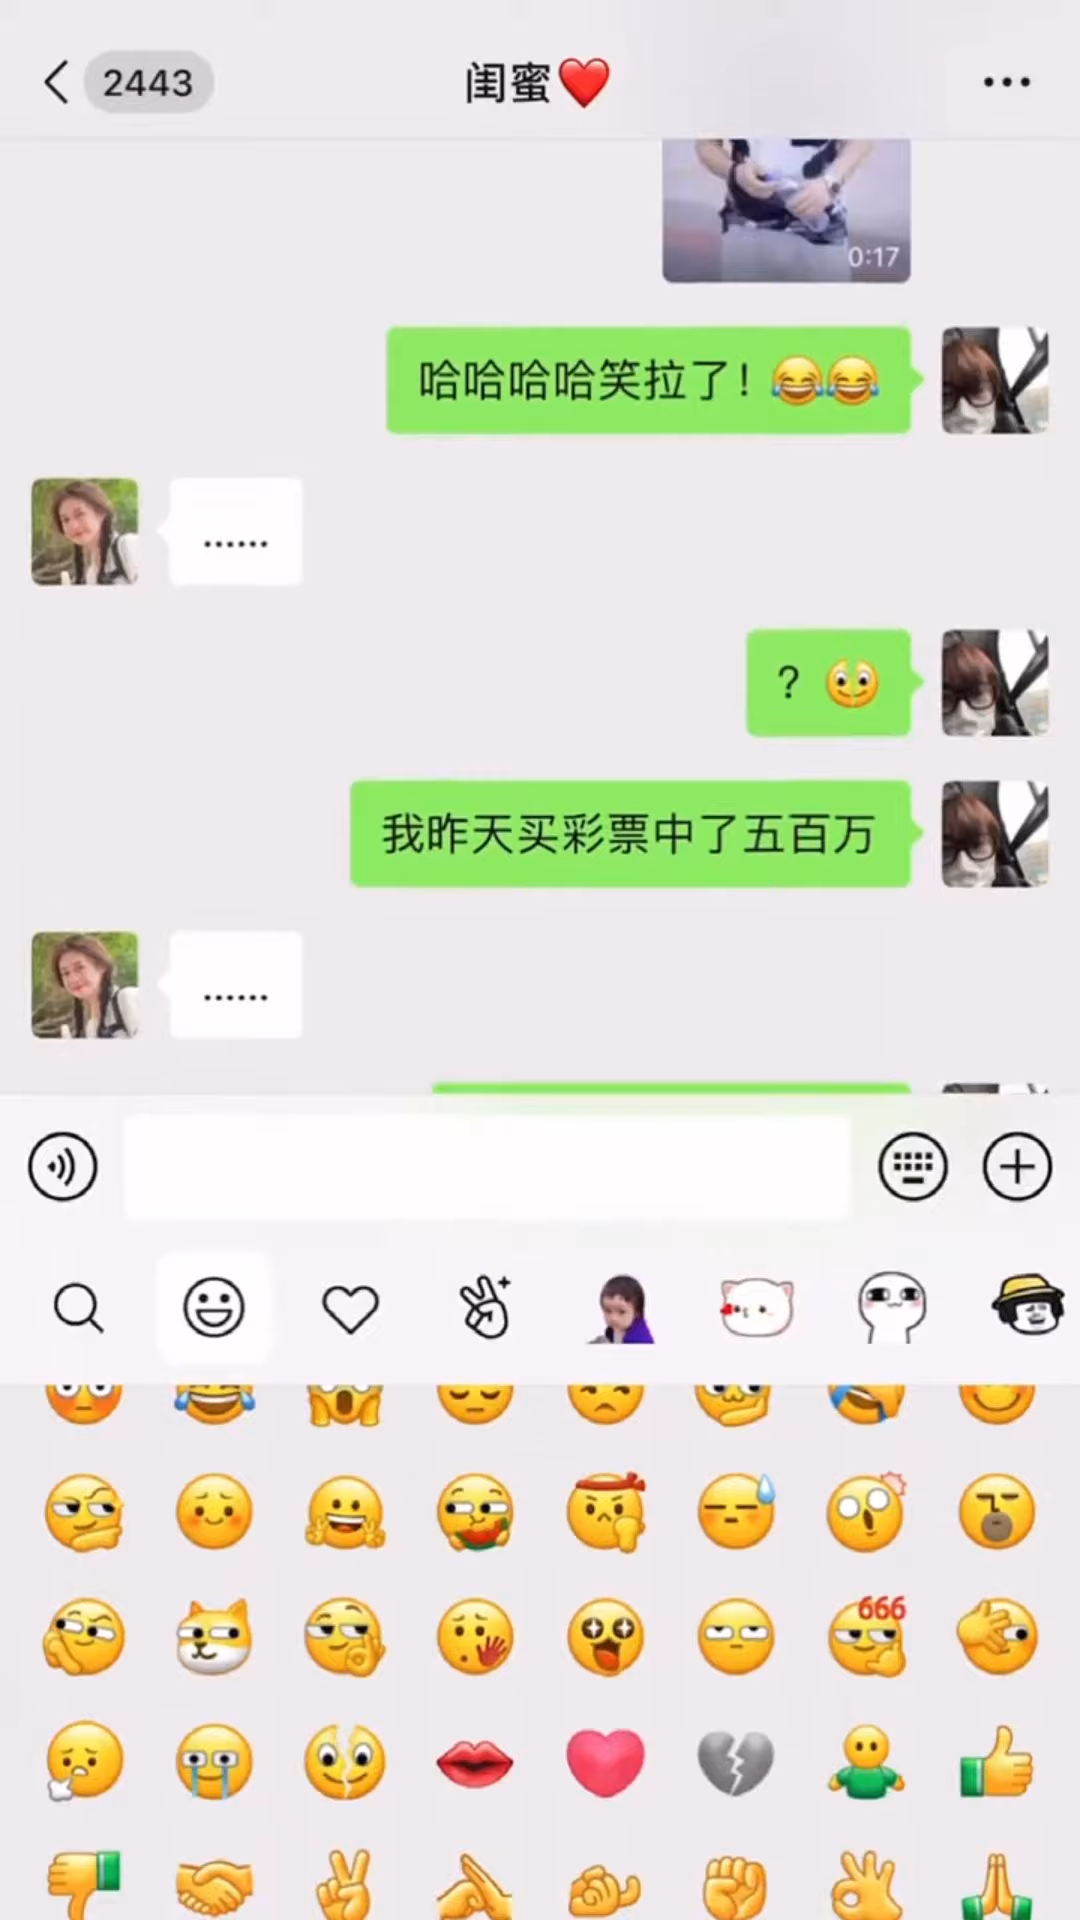 2443
闺蜜❤️
0:17
哈哈哈哈笑拉了！😂😂
......
？
我昨天买彩票中了五百万
......
666